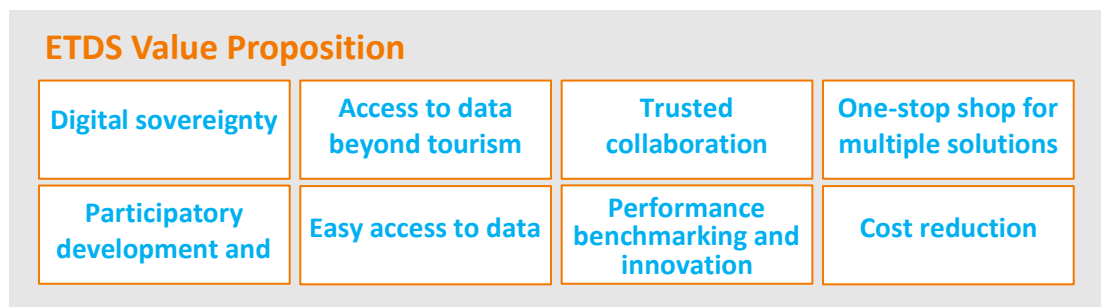 ETDS Value Proposition
Digital sovereignty
Access to data
beyond tourism
Trusted
collaboration
One-stop shop for
multiple solutions
Participatory
development and
Easy access to data
Performance
benchmarking and
innovation
Cost reduction